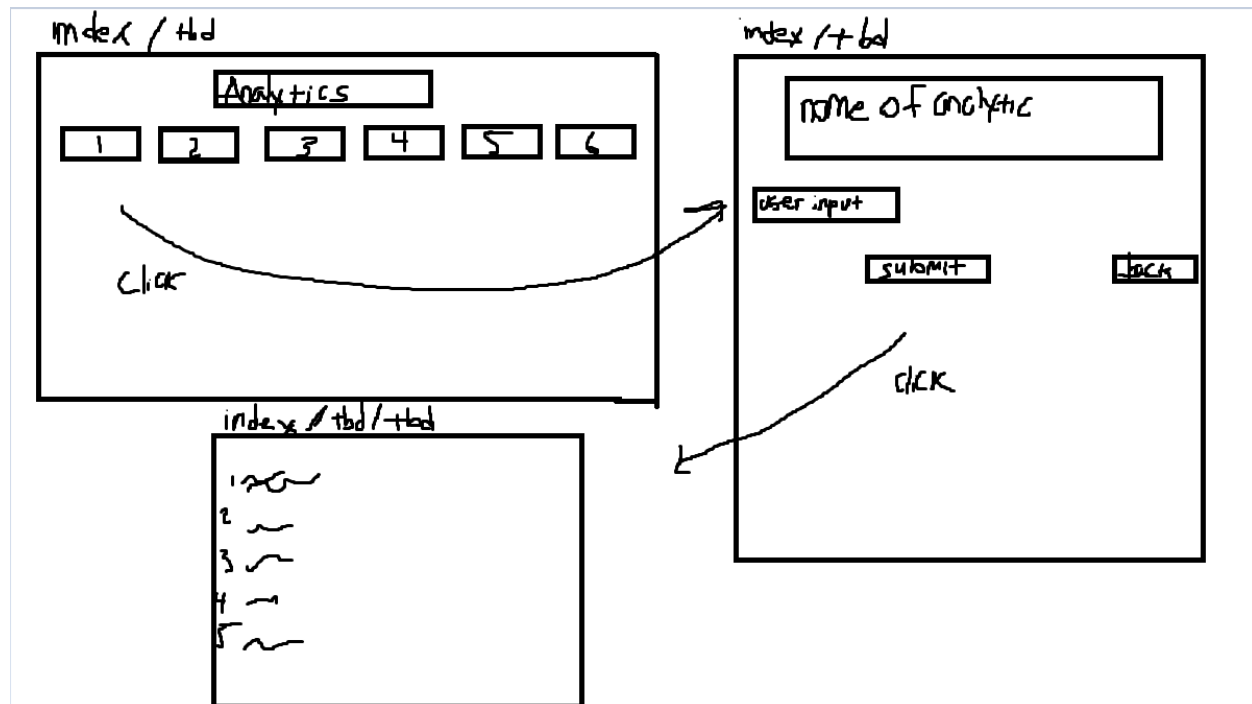 index / tbd
Analytics
1 2 3 4 5 6
click
index / tbd
name of analytic
user input
submit back
click
index / tbd / tbd
1
2
3
4
5